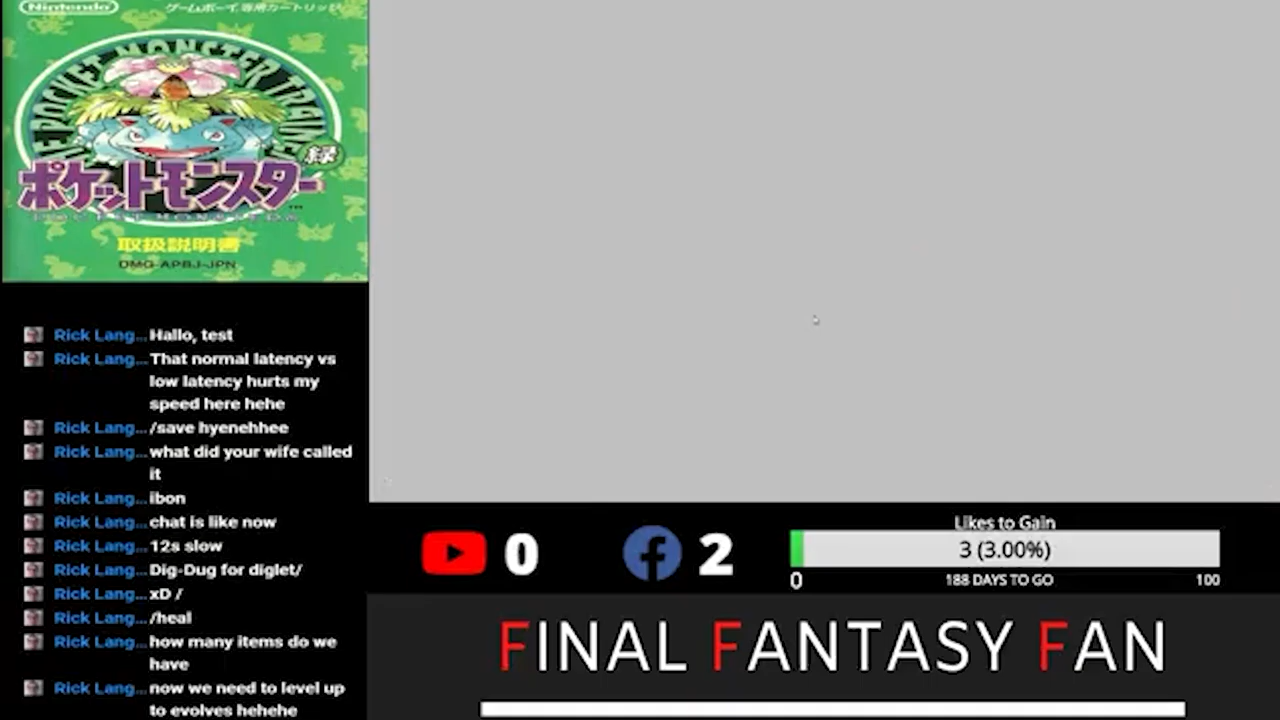 Nintendo
ゲームボーイ専用カートリッジ
THE POCKET MONSTER TRAINER
緑
ポケットモンスター
POCKET MONSTERS
取扱説明書
DMG-APBJ-JPN
Rick Lang... Hallo, test
Rick Lang... That normal latency vs
low latency hurts my
speed here hehe
Rick Lang... /save hyenehhee
Rick Lang... what did your wife called
it
Rick Lang... ibon
Rick Lang... chat is like now
Rick Lang... 12s slow
Rick Lang... Dig-Dug for diglet/
Rick Lang... xD /
Rick Lang... /heal
Rick Lang... how many items do we
have
Rick Lang... now we need to level up
to evolves hehehe
0
2
Likes to Gain
3 (3.00%)
0
188 DAYS TO GO
100
FINAL FANTASY FAN